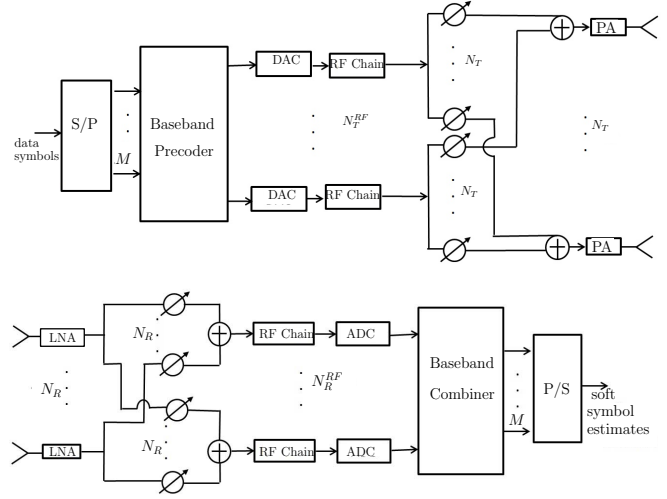 DAC
RF Chain
N_T
PA
S/P
Baseband
Precoder
data
symbols
M
N_T^{RF}
N_T
DAC
RF Chain
N_T
PA
LNA
N_R
RF Chain
ADC
Baseband
Combiner
P/S
N_R
N_R^{RF}
soft
symbol
estimates
M
LNA
N_R
RF Chain
ADC